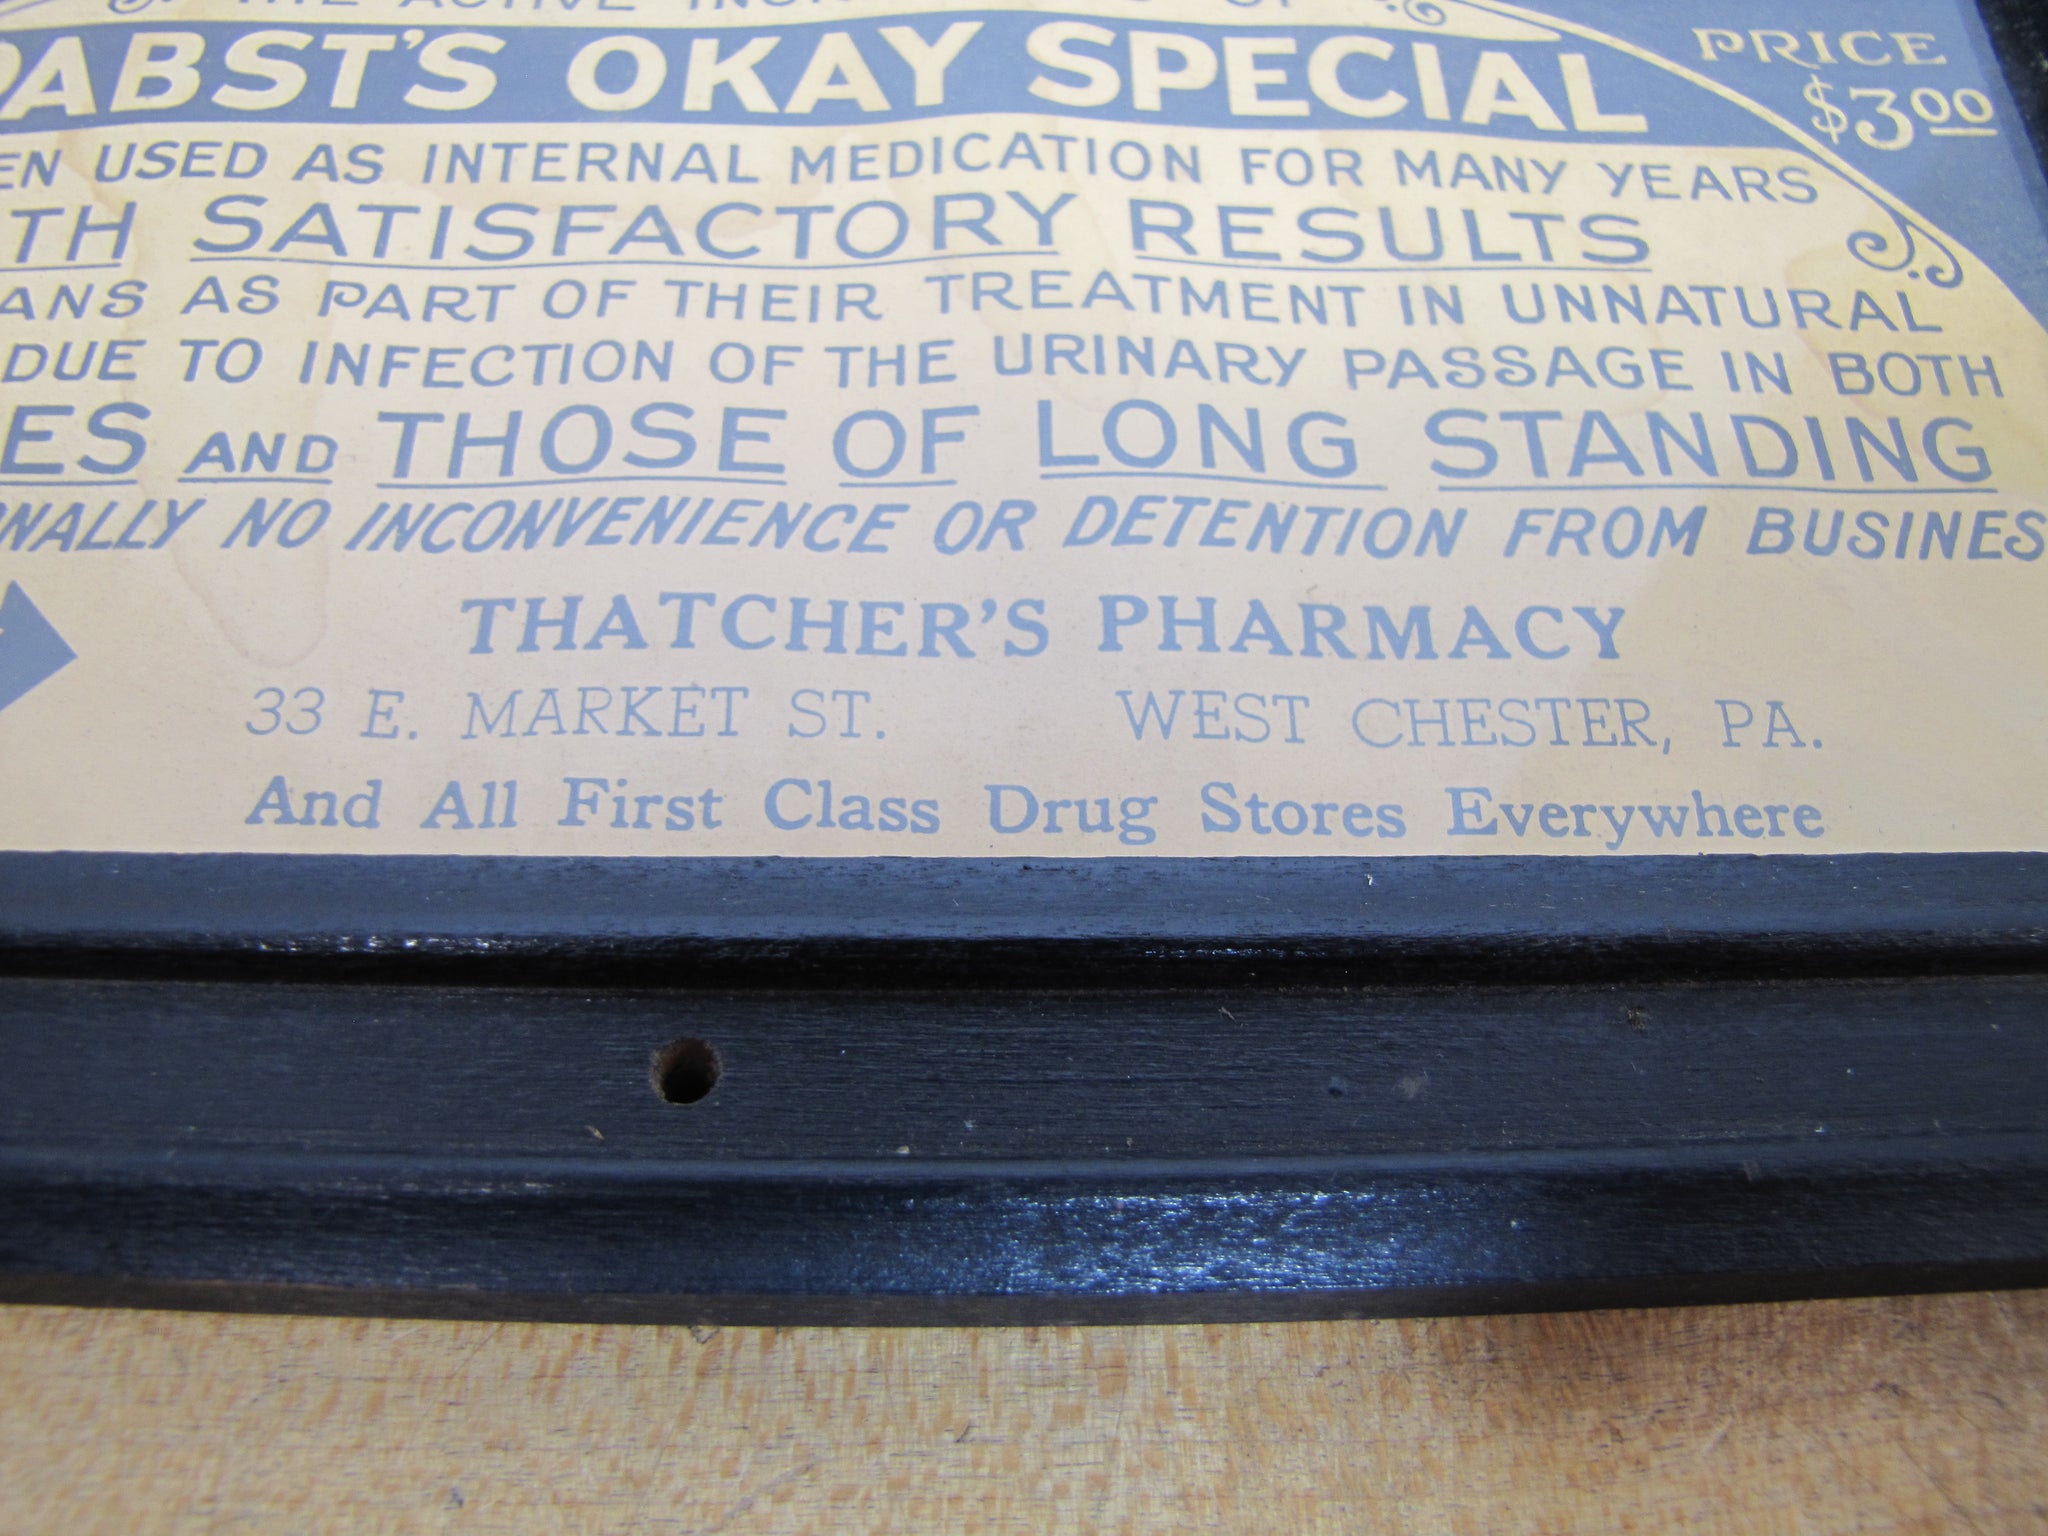 PABST'S OKAY SPECIAL
PRICE
$3.00
USED AS INTERNAL MEDICATION FOR MANY YEARS
SATISFACTORY RESULTS
AS PART OF THEIR TREATMENT IN UNNATURAL
DUE TO INFECTION OF THE URINARY PASSAGE IN BOTH
AND THOSE OF LONG STANDING
NO INCONVENIENCE OR DETENTION FROM BUSINES
THATCHER'S PHARMACY
33 E. MARKET ST. WEST CHESTER, PA.
And All First Class Drug Stores Everywhere